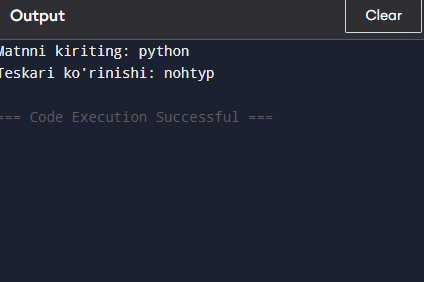 Output
Clear
Matnni kiriting: python
Teskari ko'rinishi: nohtyp
=== Code Execution Successful ===